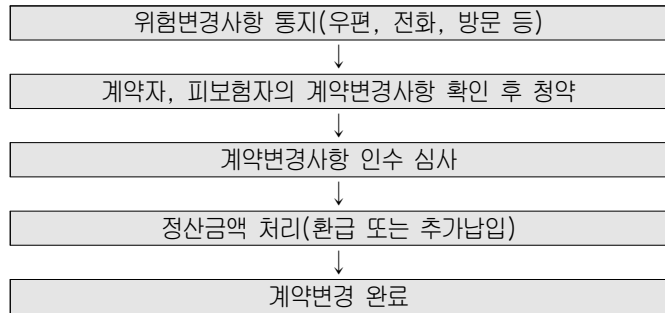 위험변경사항 통지(우편, 전화, 방문 등)
↓
계약자, 피보험자의 계약변경사항 확인 후 청약
↓
계약변경사항 인수 심사
↓
정산금액 처리(환급 또는 추가납입)
↓
계약변경 완료